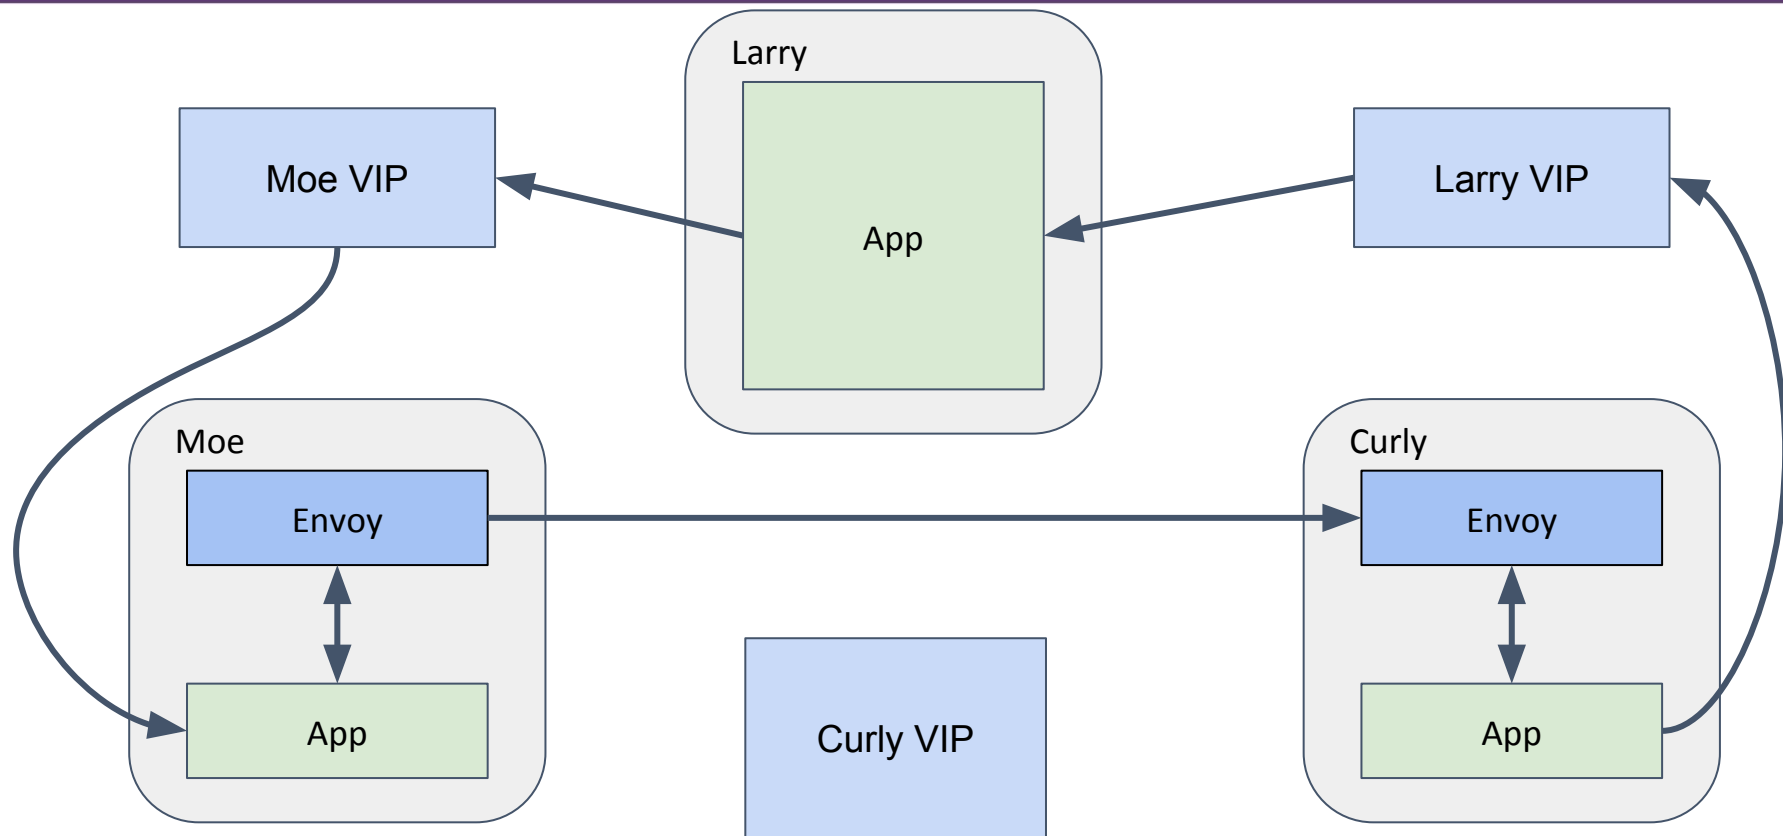 Larry
Moe VIP
App
Larry VIP
Moe
Envoy
App
Curly
Envoy
App
Curly VIP